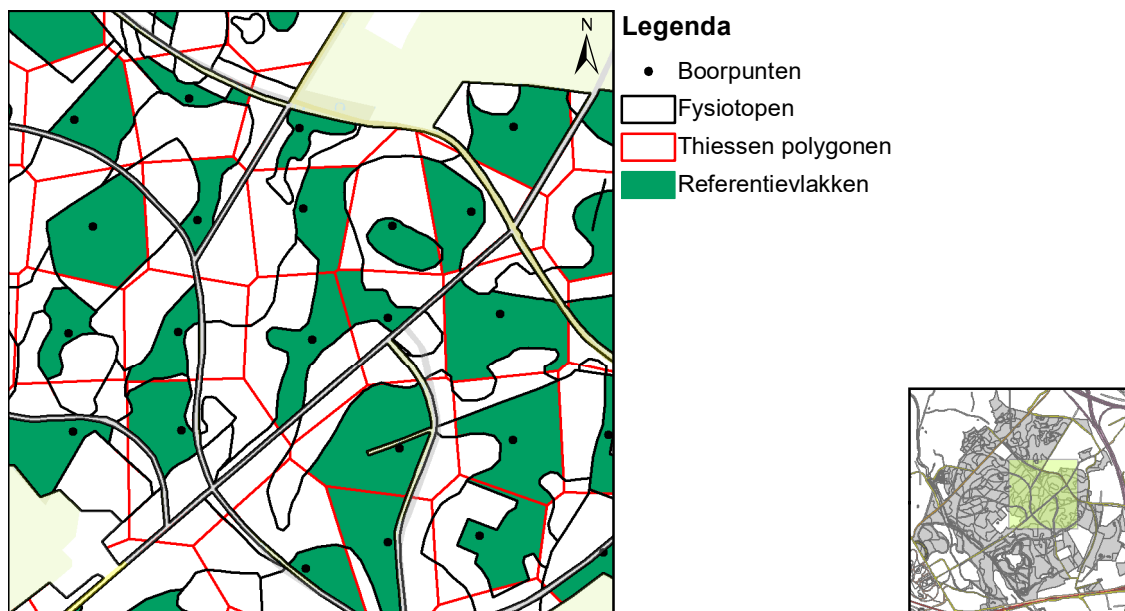 N
Legenda
Boorpunten
Fysiotopen
Thiessen polygonen
Referentievlakken